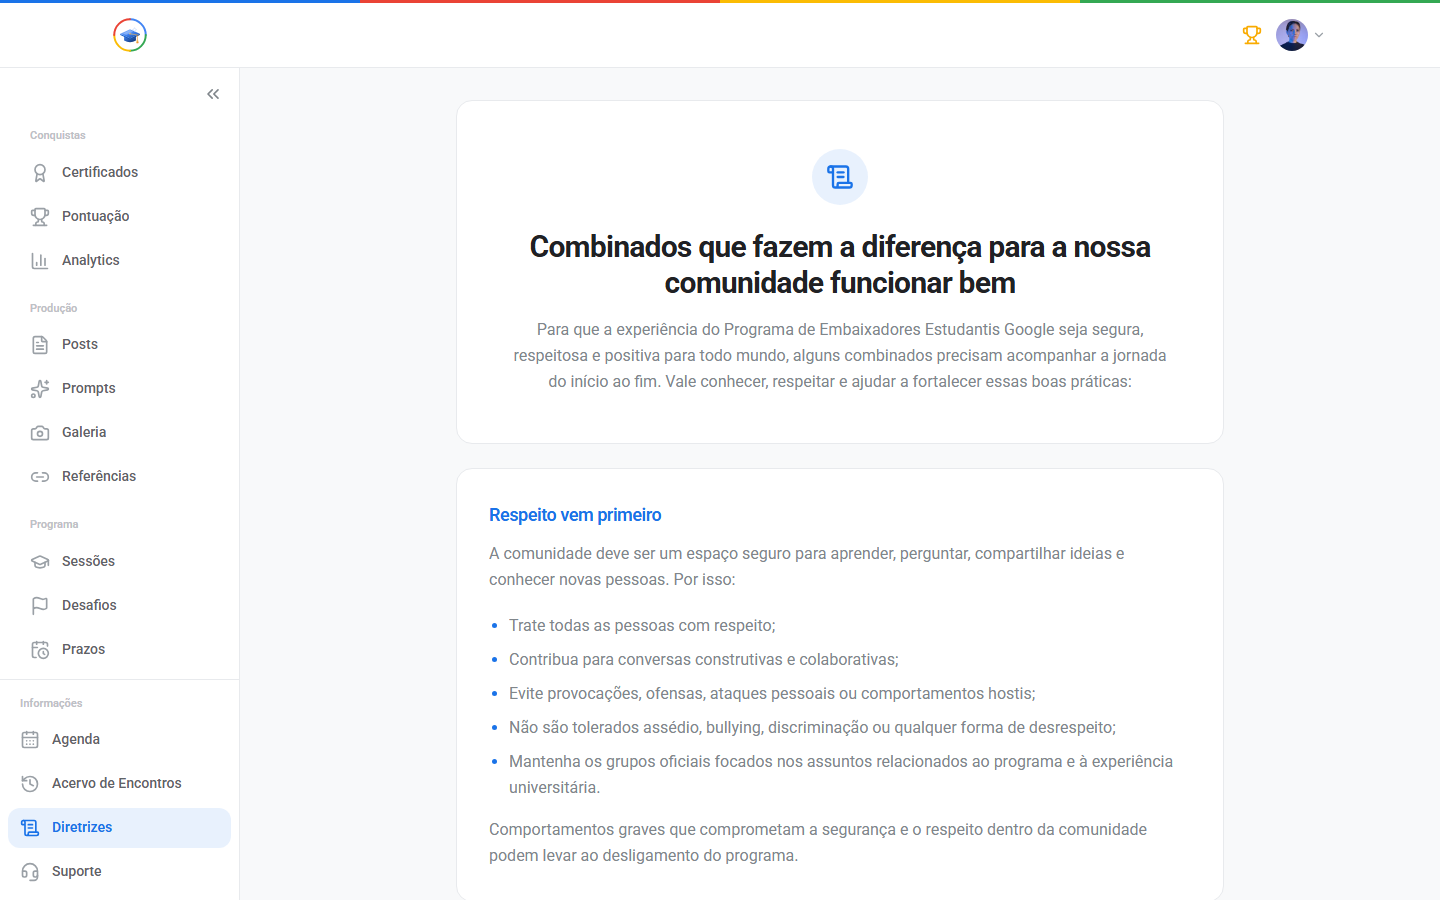 Conquistas
Certificados
Pontuação
Analytics
Produção
Posts
Prompts
Galeria
Referências
Programa
Sessões
Desafios
Prazos
Informações
Agenda
Acervo de Encontros
Diretrizes
Suporte
Combinados que fazem a diferença para a nossa
comunidade funcionar bem
Para que a experiência do Programa de Embaixadores Estudantis Google seja segura,
respeitosa e positiva para todo mundo, alguns combinados precisam acompanhar a jornada
do início ao fim. Vale conhecer, respeitar e ajudar a fortalecer essas boas práticas:
Respeito vem primeiro
A comunidade deve ser um espaço seguro para aprender, perguntar, compartilhar ideias e
conhecer novas pessoas. Por isso:
Trate todas as pessoas com respeito;
Contribua para conversas construtivas e colaborativas;
Evite provocações, ofensas, ataques pessoais ou comportamentos hostis;
Não são tolerados assédio, bullying, discriminação ou qualquer forma de desrespeito;
Mantenha os grupos oficiais focados nos assuntos relacionados ao programa e à experiência
universitária.
Comportamentos graves que comprometam a segurança e o respeito dentro da comunidade
podem levar ao desligamento do programa.